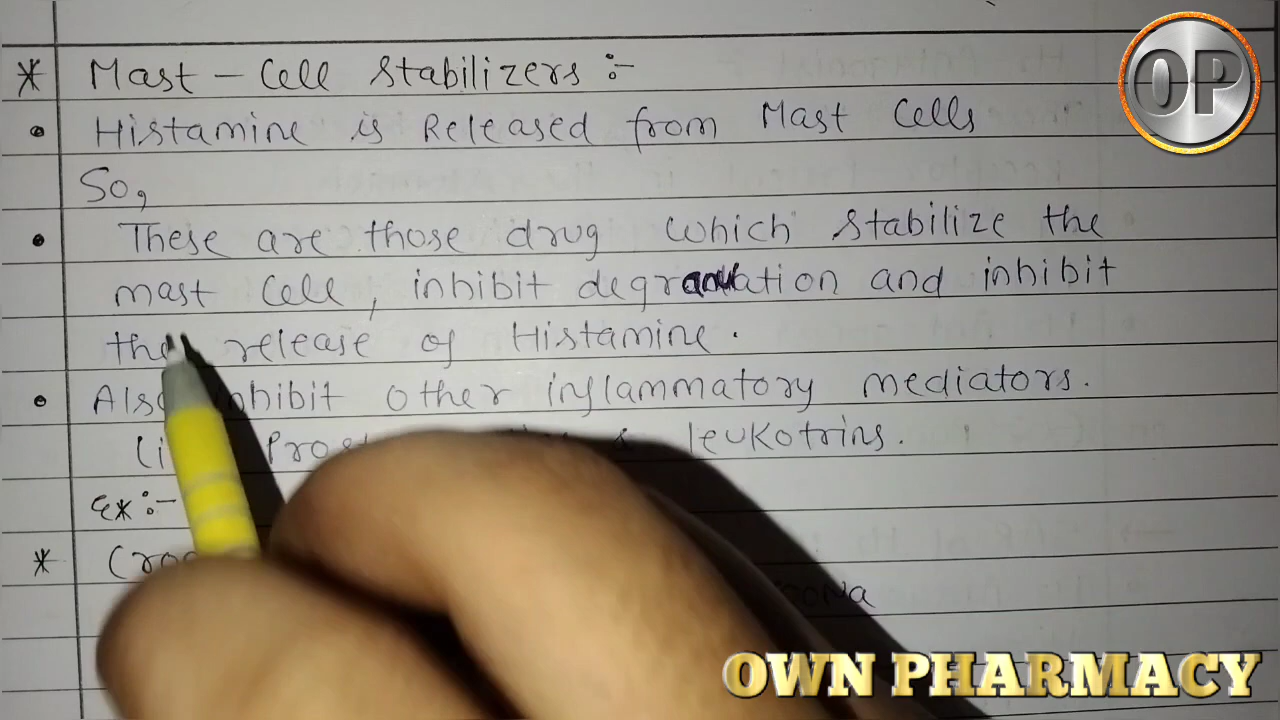 * Mast - Cell Stabilizers :-
• Histamine is Released from Mast Cells
So,
• These are those drug which stabilize the
mast cell, inhibit degranulation and inhibit
the release of Histamine.
• Also inhibit other inflammatory mediators.
& leukotrins.
Ex :-
*
OP
OWN PHARMACY